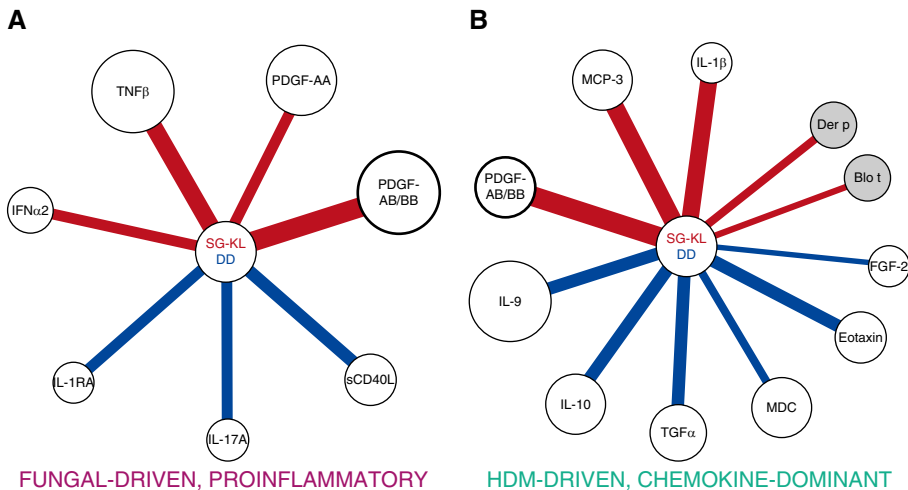 A
TNFβ
PDGF-AA
PDGF-
AB/BB
IFNα2
SG-KL
DD
IL-1RA
sCD40L
IL-17A
FUNGAL-DRIVEN, PROINFLAMMATORY
B
MCP-3
IL-1β
Der p
Blo t
PDGF-
AB/BB
SG-KL
DD
FGF-2
IL-9
Eotaxin
IL-10
MDC
TGFα
HDM-DRIVEN, CHEMOKINE-DOMINANT